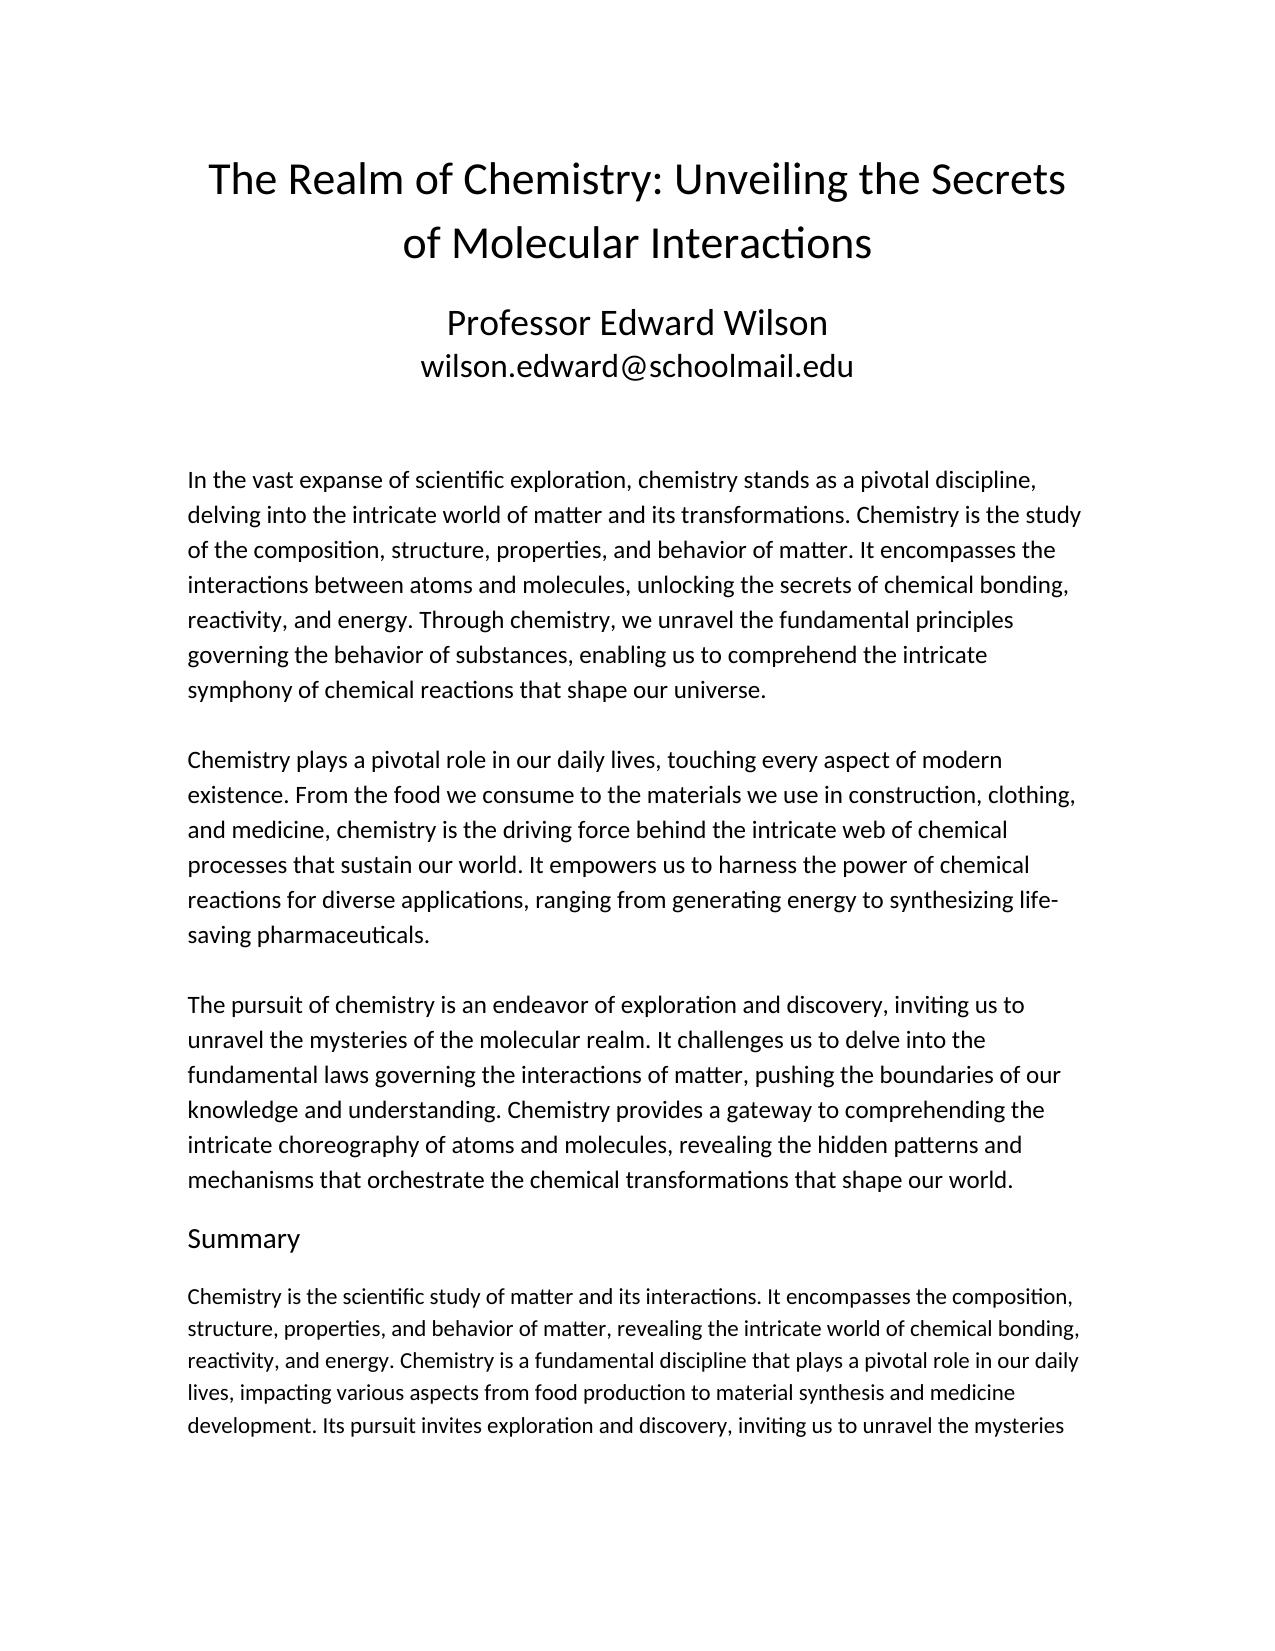 The Realm of Chemistry: Unveiling the Secrets
of Molecular Interactions
Professor Edward Wilson
wilson.edward@schoolmail.edu
In the vast expanse of scientific exploration, chemistry stands as a pivotal discipline,
delving into the intricate world of matter and its transformations. Chemistry is the study
of the composition, structure, properties, and behavior of matter. It encompasses the
interactions between atoms and molecules, unlocking the secrets of chemical bonding,
reactivity, and energy. Through chemistry, we unravel the fundamental principles
governing the behavior of substances, enabling us to comprehend the intricate
symphony of chemical reactions that shape our universe.
Chemistry plays a pivotal role in our daily lives, touching every aspect of modern
existence. From the food we consume to the materials we use in construction, clothing,
and medicine, chemistry is the driving force behind the intricate web of chemical
processes that sustain our world. It empowers us to harness the power of chemical
reactions for diverse applications, ranging from generating energy to synthesizing life-
saving pharmaceuticals.
The pursuit of chemistry is an endeavor of exploration and discovery, inviting us to
unravel the mysteries of the molecular realm. It challenges us to delve into the
fundamental laws governing the interactions of matter, pushing the boundaries of our
knowledge and understanding. Chemistry provides a gateway to comprehending the
intricate choreography of atoms and molecules, revealing the hidden patterns and
mechanisms that orchestrate the chemical transformations that shape our world.
Summary
Chemistry is the scientific study of matter and its interactions. It encompasses the composition,
structure, properties, and behavior of matter, revealing the intricate world of chemical bonding,
reactivity, and energy. Chemistry is a fundamental discipline that plays a pivotal role in our daily
lives, impacting various aspects from food production to material synthesis and medicine
development. Its pursuit invites exploration and discovery, inviting us to unravel the mysteries